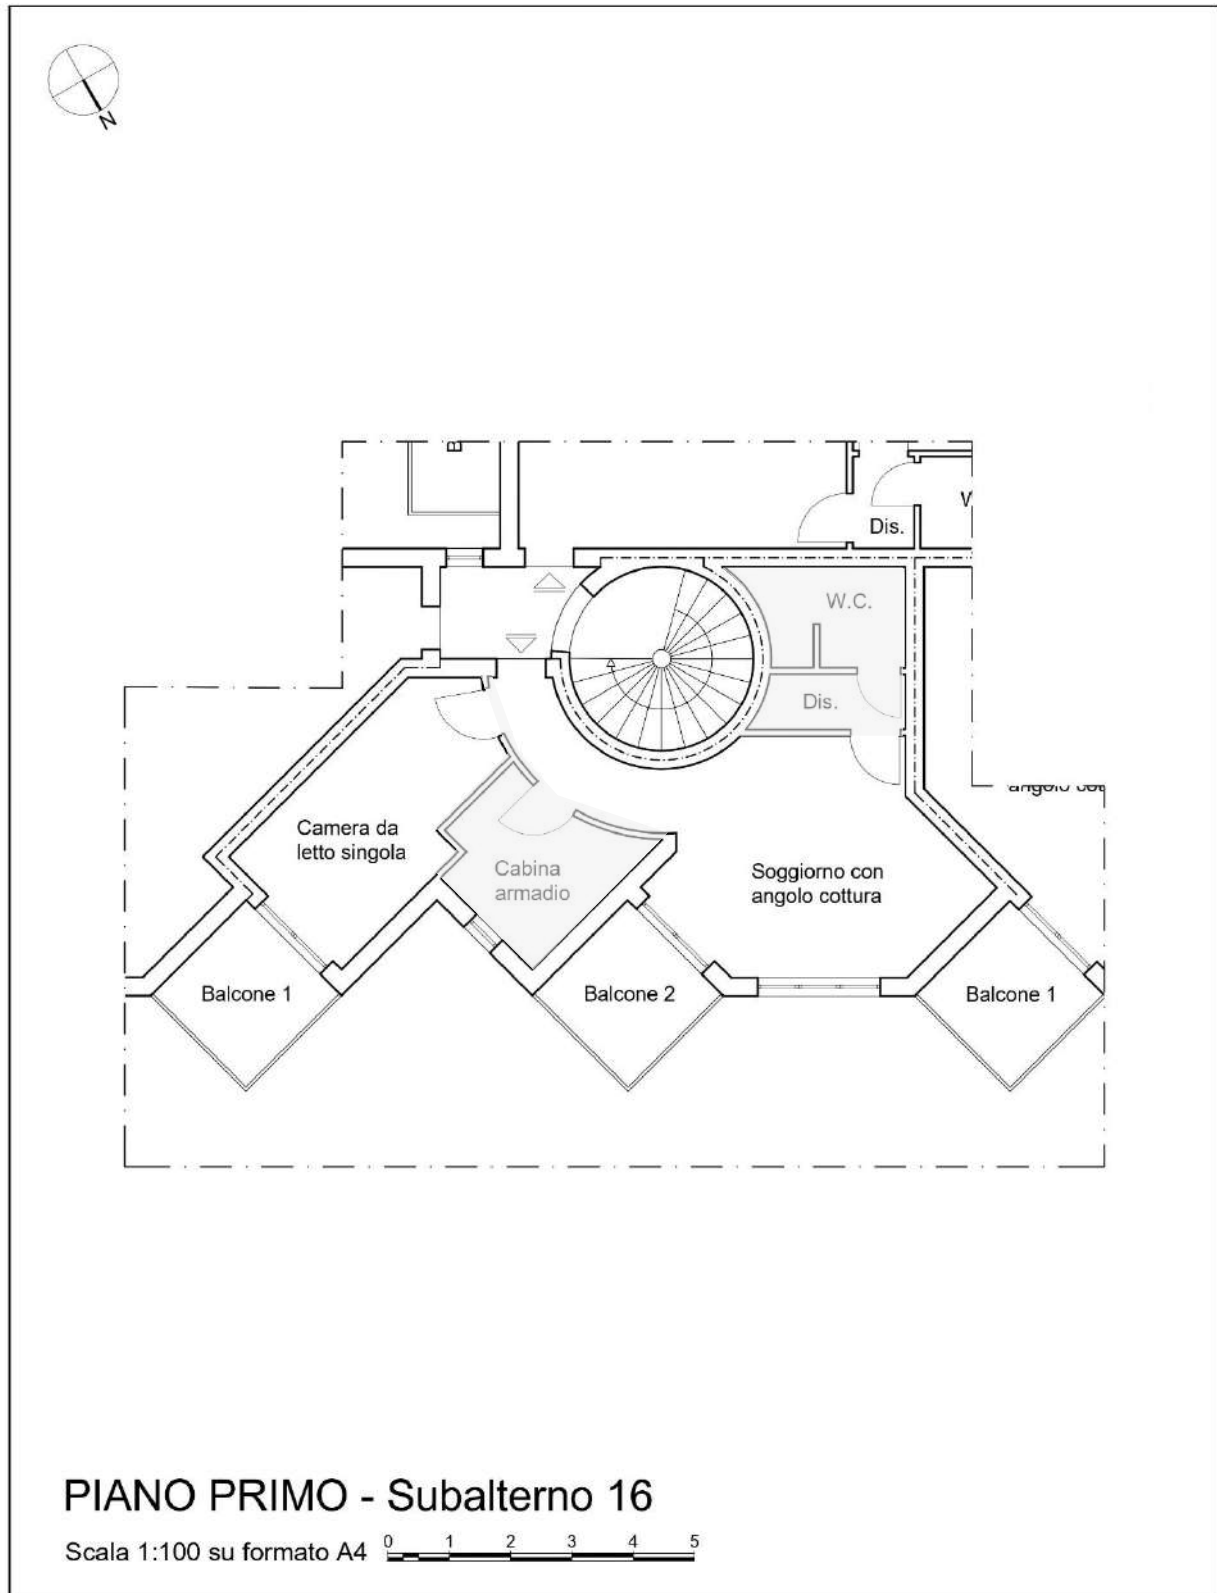 N
Dis.
W.C.
Dis.
Camera da
letto singola
Cabina
armadio
Soggiorno con
angolo cottura
Balcone 1
Balcone 2
Balcone 1
PIANO PRIMO - Subalterno 16
Scala 1:100 su formato A4
0 1 2 3 4 5